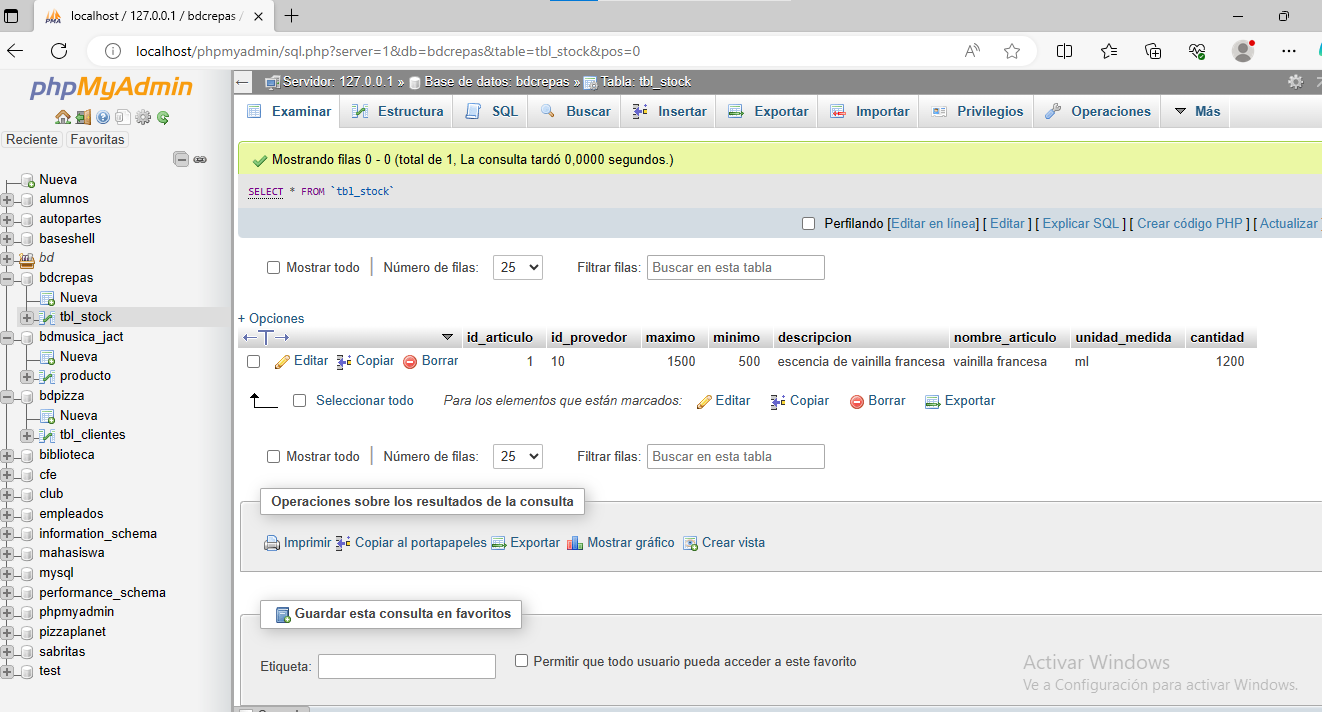 localhost / 127.0.0.1 / bdcrepas /
localhost/phpmyadmin/sql.php?server=1&db=bdcrepas&table=tbl_stock&pos=0
phpMyAdmin
Reciente Favoritas
Nueva
alumnos
autopartes
baseshell
bd
bdcrepas
Nueva
tbl_stock
bdmusica_jact
Nueva
producto
bdpizza
Nueva
tbl_clientes
biblioteca
cfe
club
empleados
information_schema
mahasiswa
mysql
performance_schema
phpmyadmin
pizzaplanet
sabritas
test
Servidor: 127.0.0.1 » Base de datos: bdcrepas » Tabla: tbl_stock
Examinar Estructura SQL Buscar Insertar Exportar Importar Privilegios Operaciones Más
Mostrando filas 0 - 0 (total de 1, La consulta tardó 0,0000 segundos.)
SELECT * FROM `tbl_stock`
Perfilando [Editar en línea] [ Editar ] [ Explicar SQL ] [ Crear código PHP ] [ Actualizar
Mostrar todo | Número de filas: 25 Filtrar filas: Buscar en esta tabla
+ Opciones
←T→ id_articulo id_provedor maximo minimo descripcion nombre_articulo unidad_medida cantidad
Editar Copiar Borrar 1 10 1500 500 escencia de vainilla francesa vainilla francesa ml 1200
Seleccionar todo Para los elementos que están marcados: Editar Copiar Borrar Exportar
Mostrar todo | Número de filas: 25 Filtrar filas: Buscar en esta tabla
Operaciones sobre los resultados de la consulta
Imprimir Copiar al portapapeles Exportar Mostrar gráfico Crear vista
Guardar esta consulta en favoritos
Etiqueta: Permitir que todo usuario pueda acceder a este favorito
Activar Windows
Ve a Configuración para activar Windows.